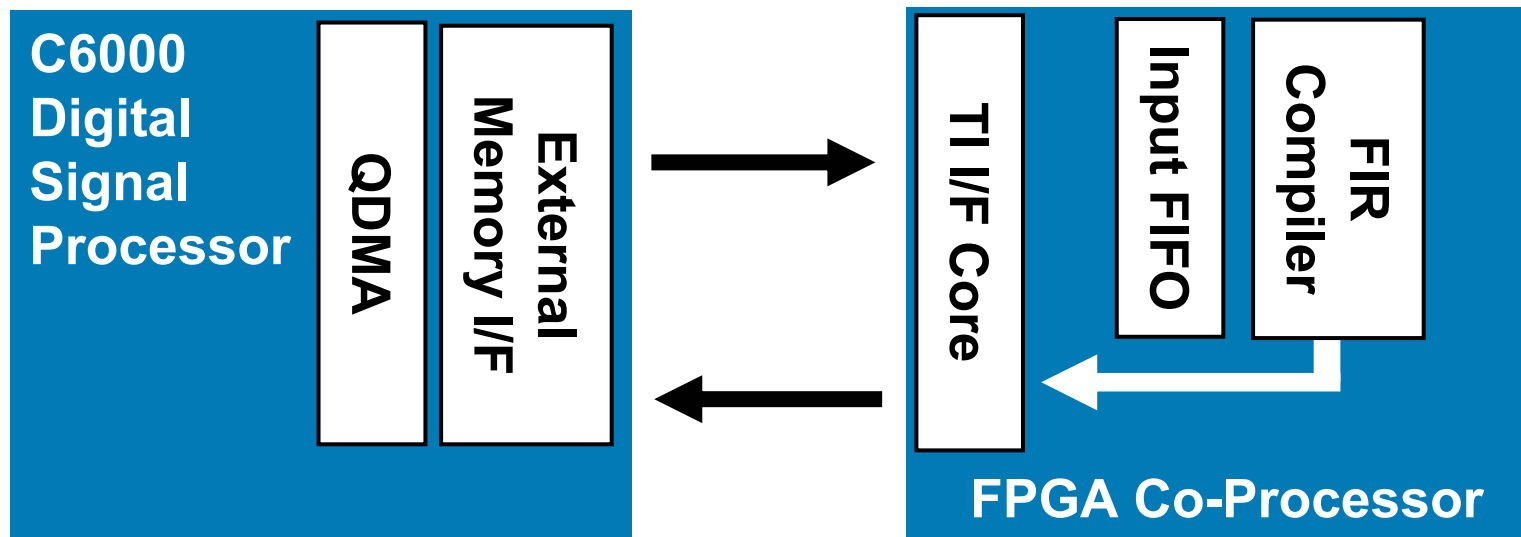 C6000
Digital
Signal
Processor
QDMA
External
Memory I/F
TI I/F Core
Input FIFO
FIR
Compiler
FPGA Co-Processor